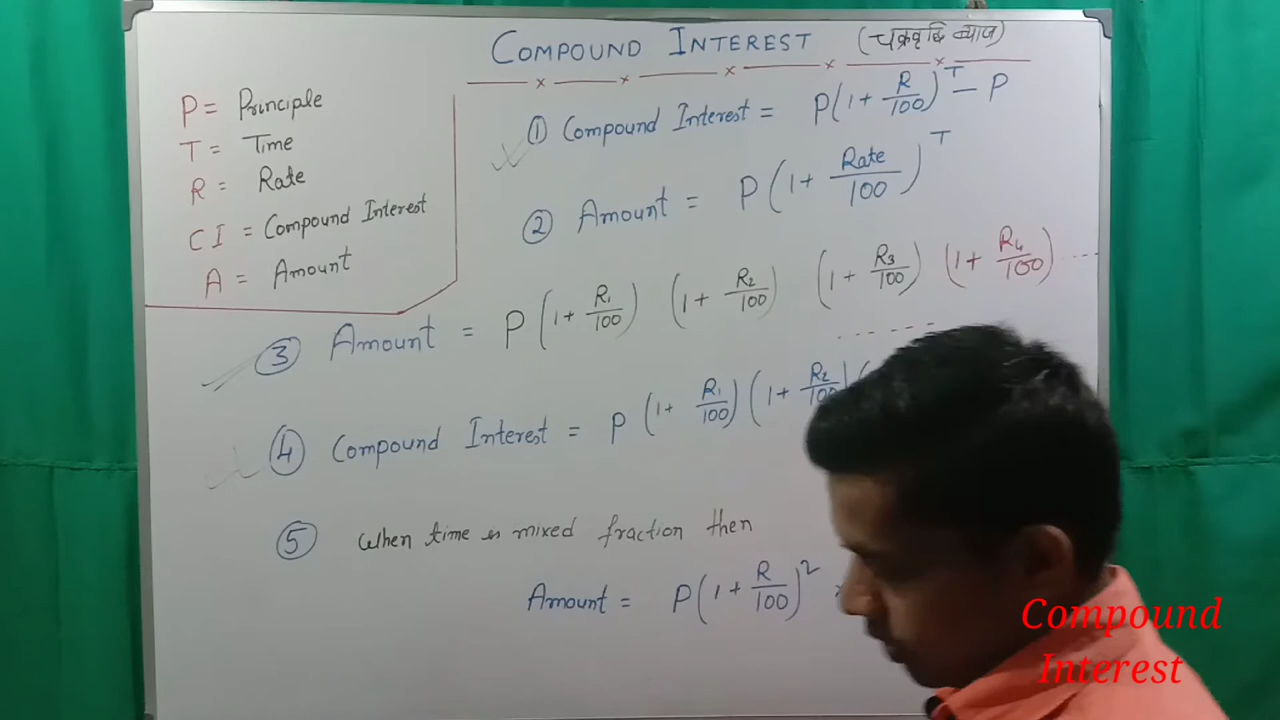 COMPOUND INTEREST (चक्रवृद्धि ब्याज)
P = Principle
T = Time
R = Rate
CI = Compound Interest
A = Amount
① Compound Interest = P(1 + R/100)^T − P
② Amount = P(1 + Rate/100)^T
③ Amount = P(1 + R₁/100) (1 + R₂/100) (1 + R₃/100) (1 + R₄/100) ....
④ Compound Interest = P(1 + R₁/100)(1 + R₂/100)(
⑤ When time is mixed fraction then
Amount = P(1 + R/100)²
Compound
Interest